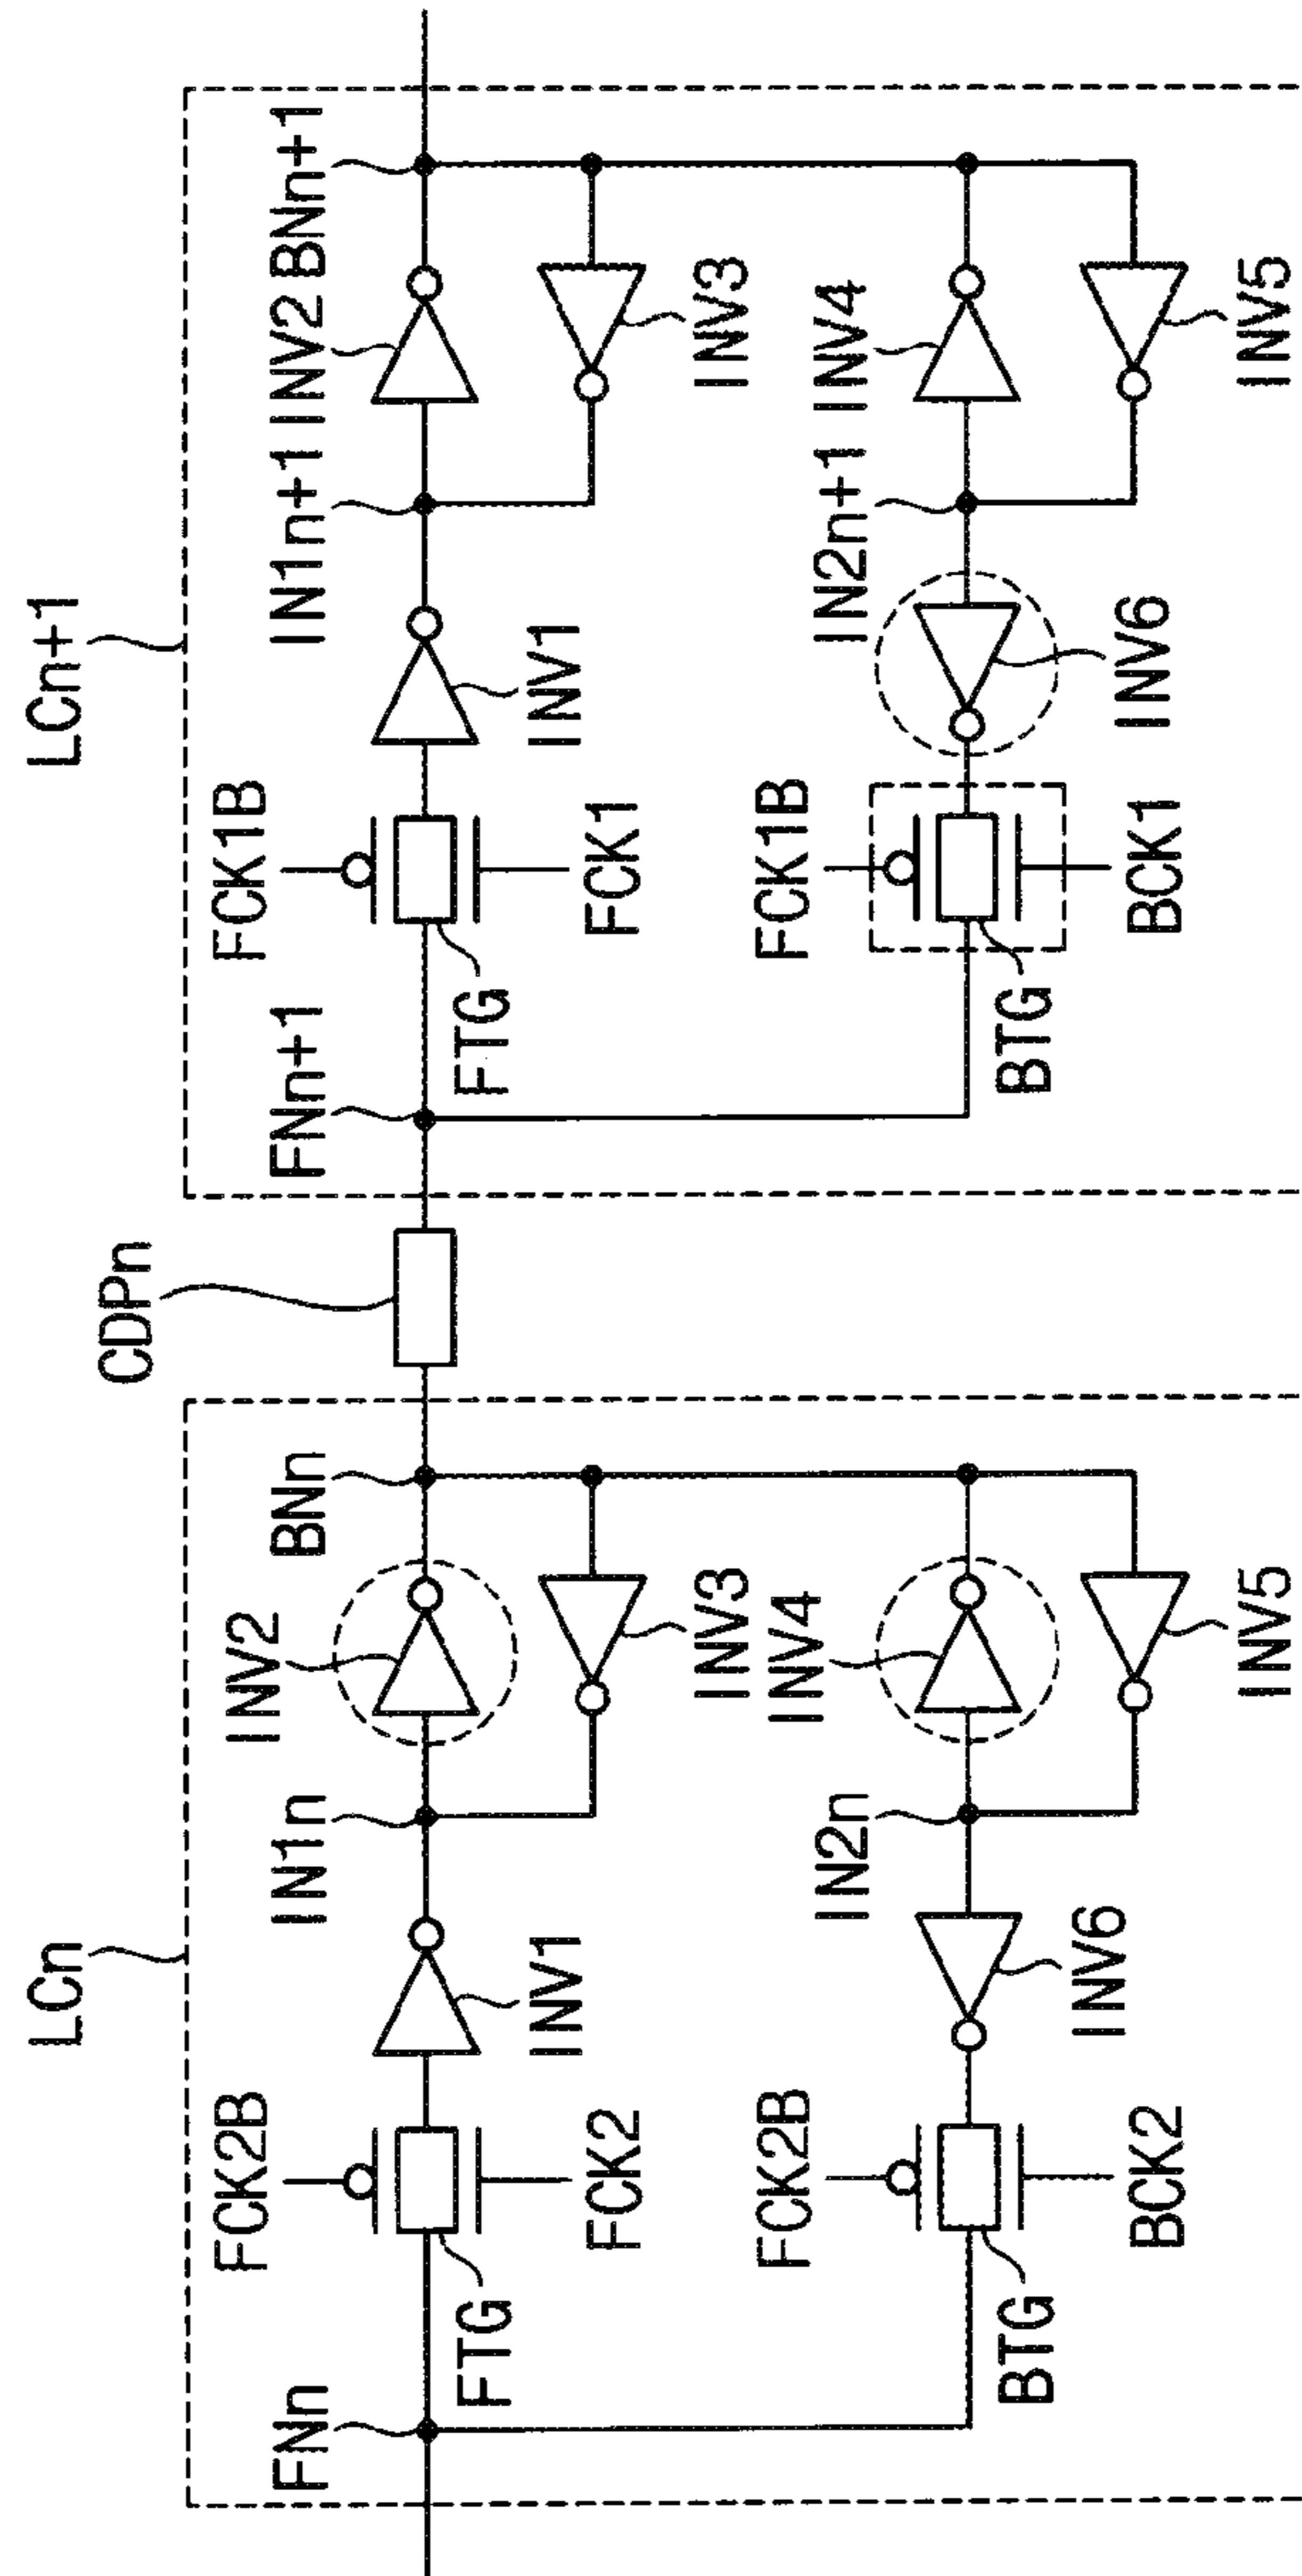 LCn
CDPn
LCn+1
FNn
FCK2B
IN1n
INV2
BNn
FNn+1
FCK1B
IN1n+1
INV2
BNn+1
FTG
FCK2
INV1
INV3
FTG
FCK1
INV1
INV3
FCK2B
IN2n
INV4
FCK1B
IN2n+1
INV4
BTG
BCK2
INV6
INV5
BTG
BCK1
INV6
INV5